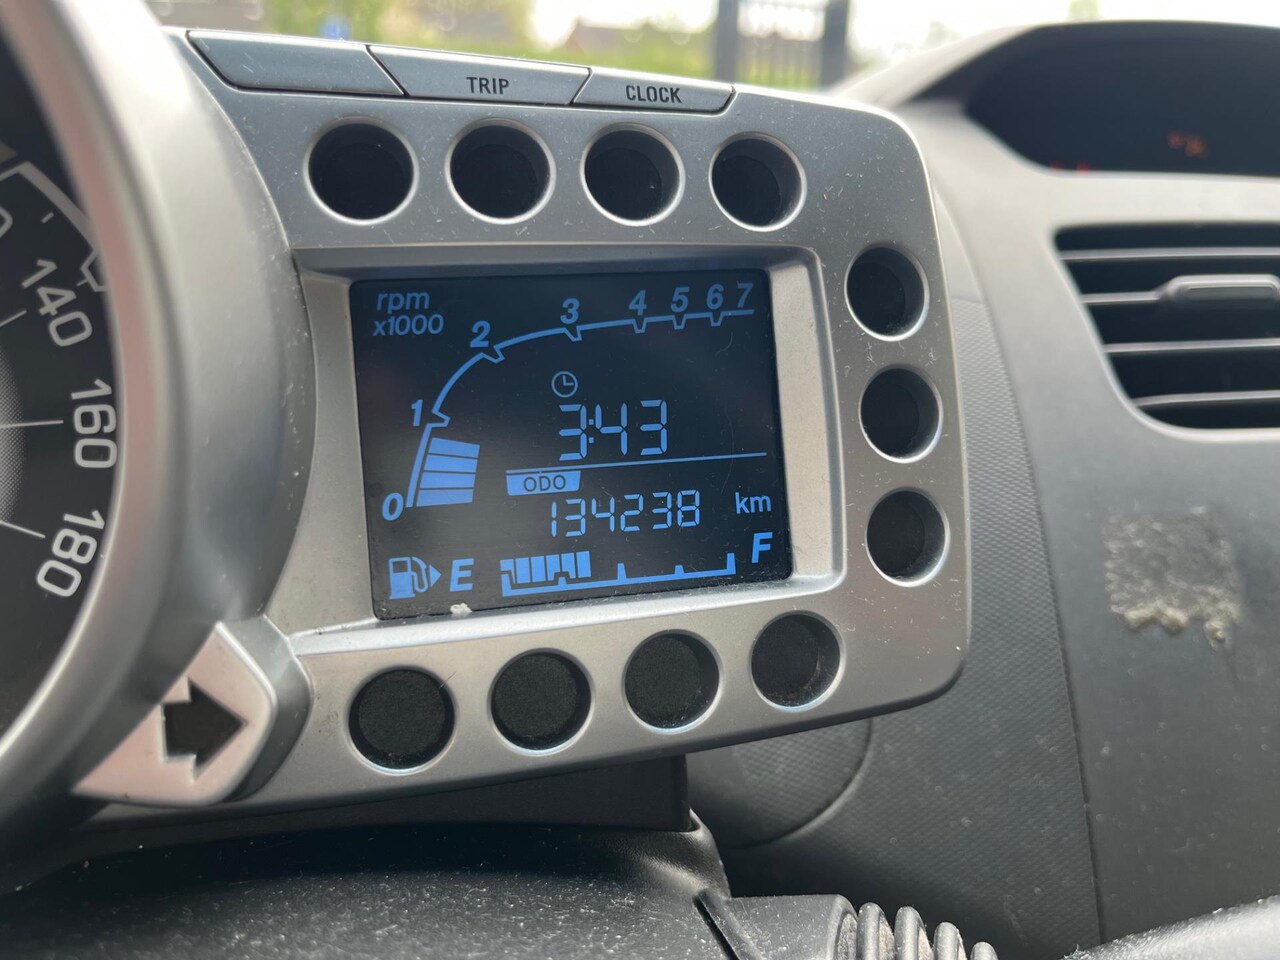 TRIP
CLOCK
rpm
x1000
0 1 2 3 4 5 6 7
3:43
ODO
134238 km
E F
140
160
180